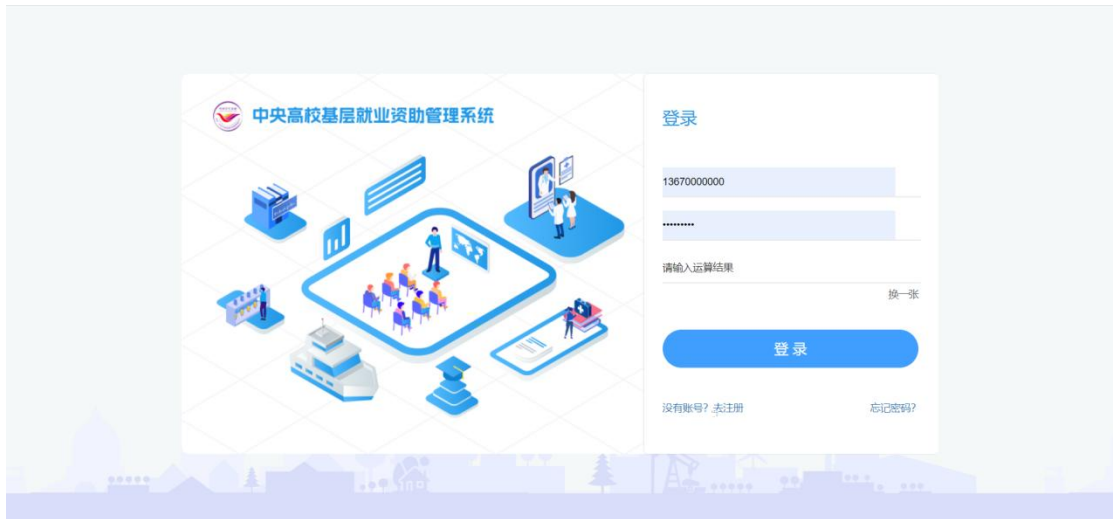 中央高校基层就业资助管理系统
登录
13670000000
•••••••••
请输入运算结果
换一张
登录
没有账号? 去注册
忘记密码?